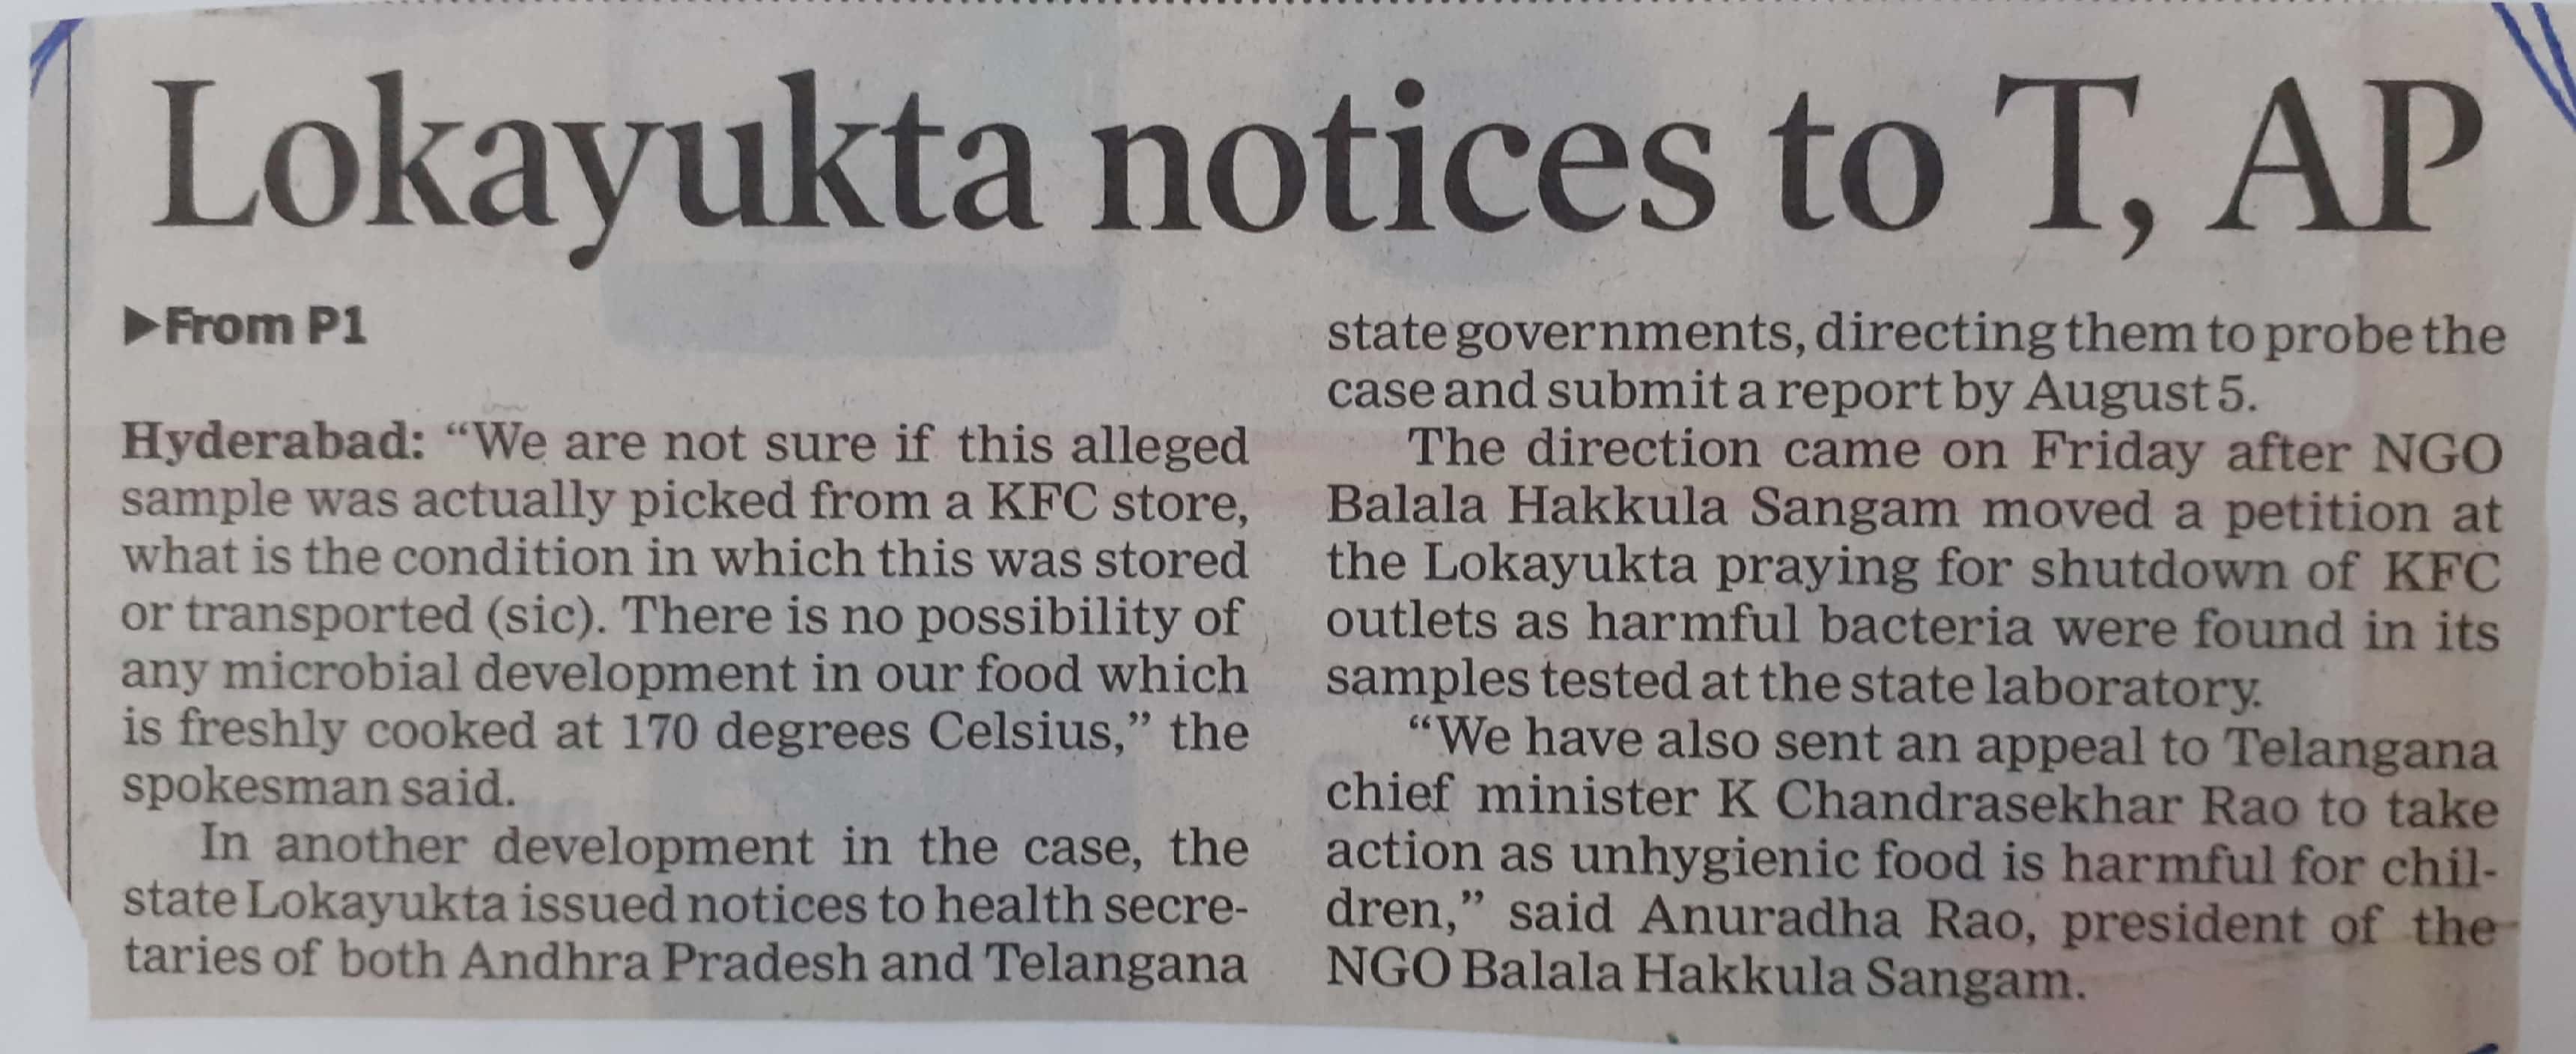 Lokayukta notices to T, AP
▶From P1
Hyderabad: “We are not sure if this alleged
sample was actually picked from a KFC store,
what is the condition in which this was stored
or transported (sic). There is no possibility of
any microbial development in our food which
is freshly cooked at 170 degrees Celsius,” the
spokesman said.
In another development in the case, the
state Lokayukta issued notices to health secre-
taries of both Andhra Pradesh and Telangana
state governments, directing them to probe the
case and submit a report by August 5.
The direction came on Friday after NGO
Balala Hakkula Sangam moved a petition at
the Lokayukta praying for shutdown of KFC
outlets as harmful bacteria were found in its
samples tested at the state laboratory.
“We have also sent an appeal to Telangana
chief minister K Chandrasekhar Rao to take
action as unhygienic food is harmful for chil-
dren,” said Anuradha Rao, president of the
NGO Balala Hakkula Sangam.